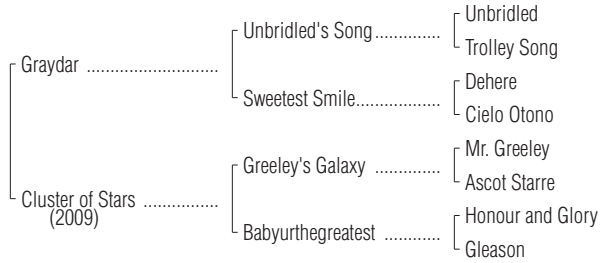 Unbridled
Unbridled's Song..............
Trolley Song
Graydar ............................
Dehere
Sweetest Smile..................
Cielo Otono
Mr. Greeley
Greeley's Galaxy ..............
Ascot Starre
Cluster of Stars ................
(2009)
Honour and Glory
Babyurthegreatest ............
Gleason